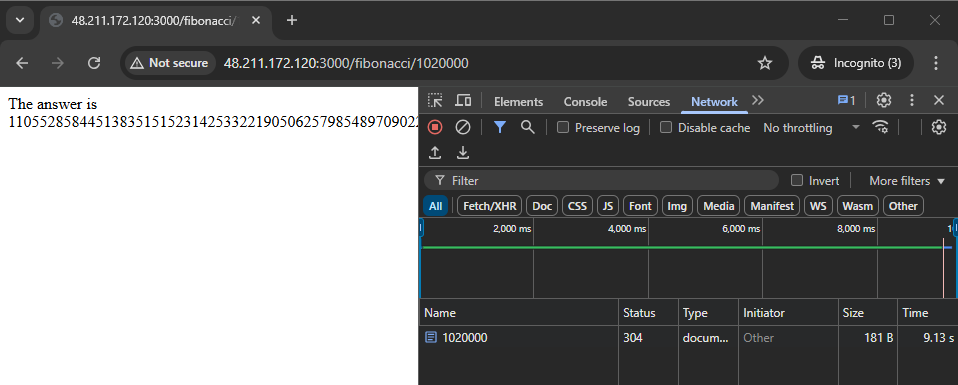 48.211.172.120:3000/fibonacci/
Not secure 48.211.172.120:3000/fibonacci/1020000 Incognito (3)
The answer is
Elements Console Sources Network 1
Preserve log Disable cache No throttling
Filter Invert More filters
All Fetch/XHR Doc CSS JS Font Img Media Manifest WS Wasm Other
2,000 ms 4,000 ms 6,000 ms 8,000 ms
Name Status Type Initiator Size Time
1020000 304 docum... Other 181 B 9.13 s